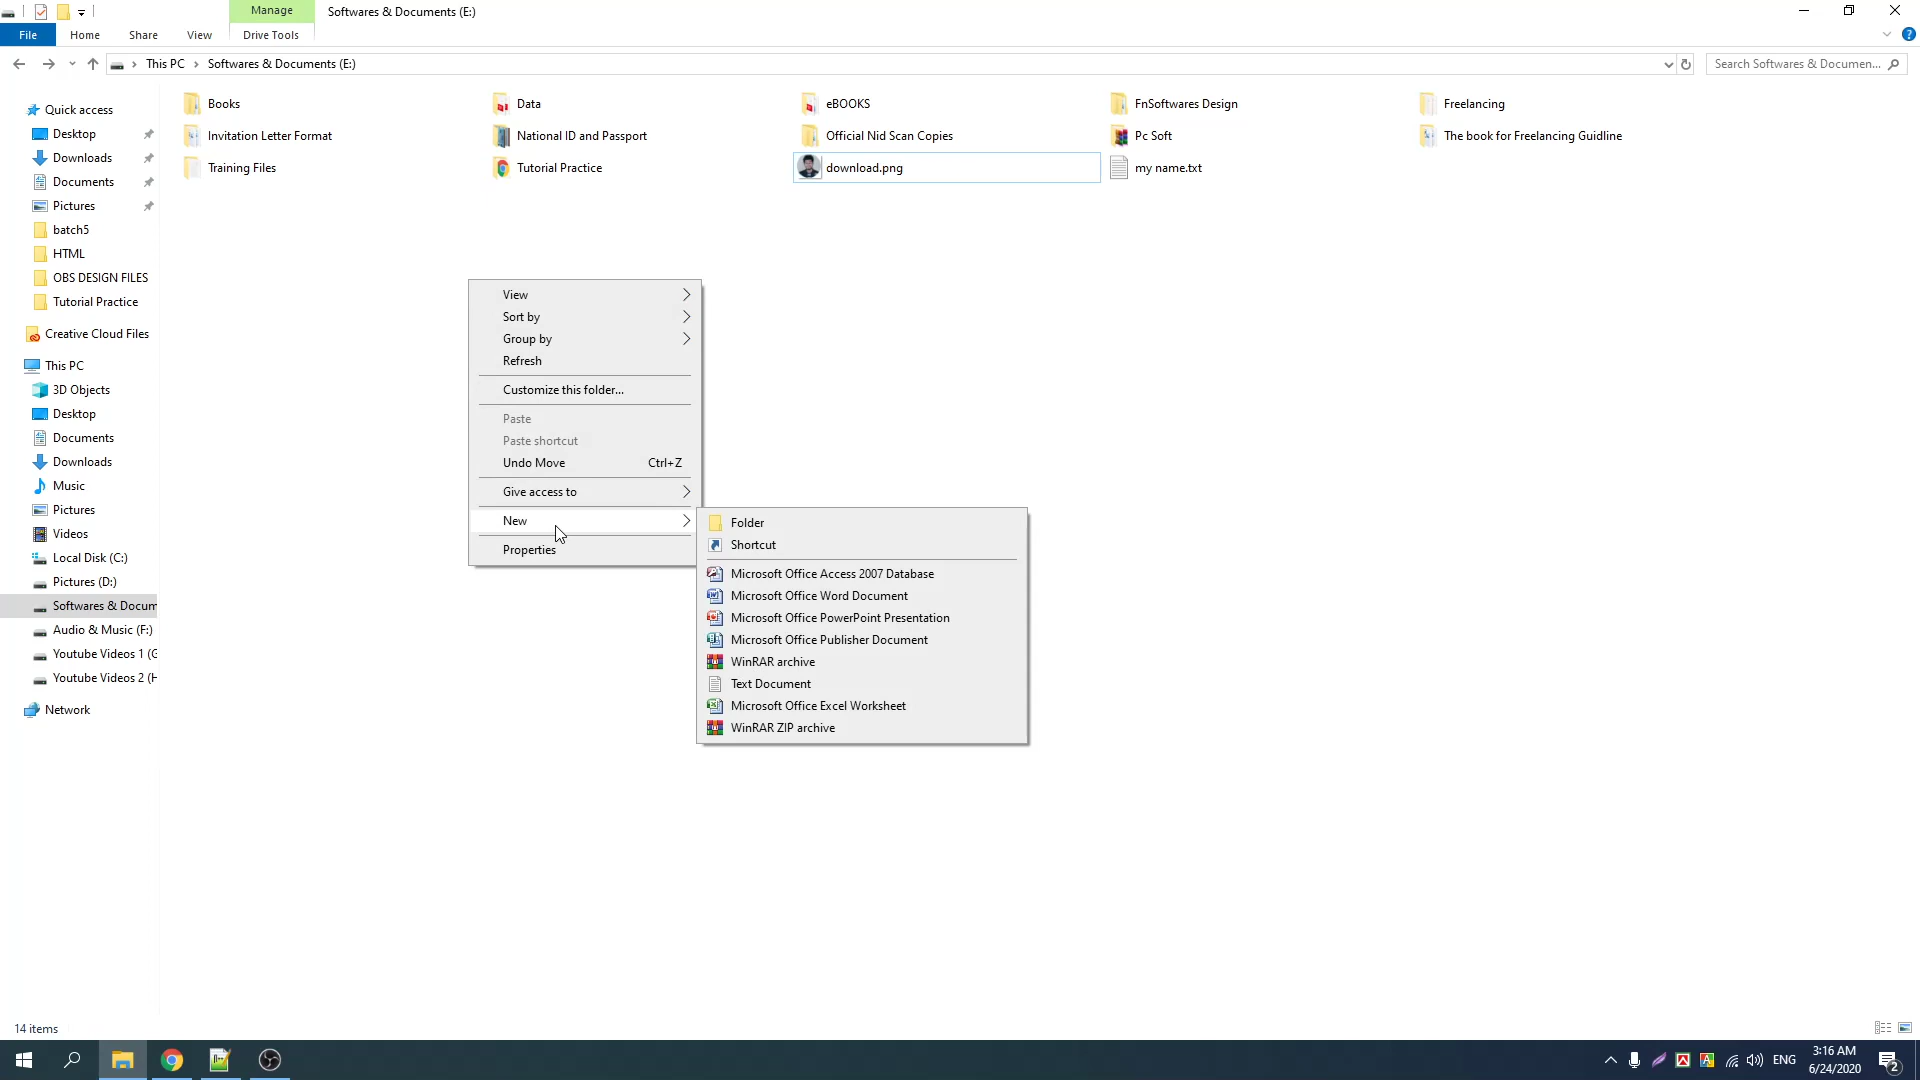 Manage
Softwares & Documents (E:)
File
Home
Share
View
Drive Tools
This PC
Softwares & Documents (E:)
Search Softwares & Documen...
Quick access
Desktop
Downloads
Documents
Pictures
batch5
HTML
OBS DESIGN FILES
Tutorial Practice
Creative Cloud Files
This PC
3D Objects
Desktop
Documents
Downloads
Music
Pictures
Videos
Local Disk (C:)
Pictures (D:)
Softwares & Docum
Audio & Music (F:)
Youtube Videos 1 (G
Youtube Videos 2 (H
Network
Books
Data
eBOOKS
FnSoftwares Design
Freelancing
Invitation Letter Format
National ID and Passport
Official Nid Scan Copies
Pc Soft
The book for Freelancing Guidline
Training Files
Tutorial Practice
download.png
my name.txt
View
Sort by
Group by
Refresh
Customize this folder...
Paste
Paste shortcut
Undo Move Ctrl+Z
Give access to
New
Properties
Folder
Shortcut
Microsoft Office Access 2007 Database
Microsoft Office Word Document
Microsoft Office PowerPoint Presentation
Microsoft Office Publisher Document
WinRAR archive
Text Document
Microsoft Office Excel Worksheet
WinRAR ZIP archive
14 items
ENG
3:16 AM
6/24/2020
2